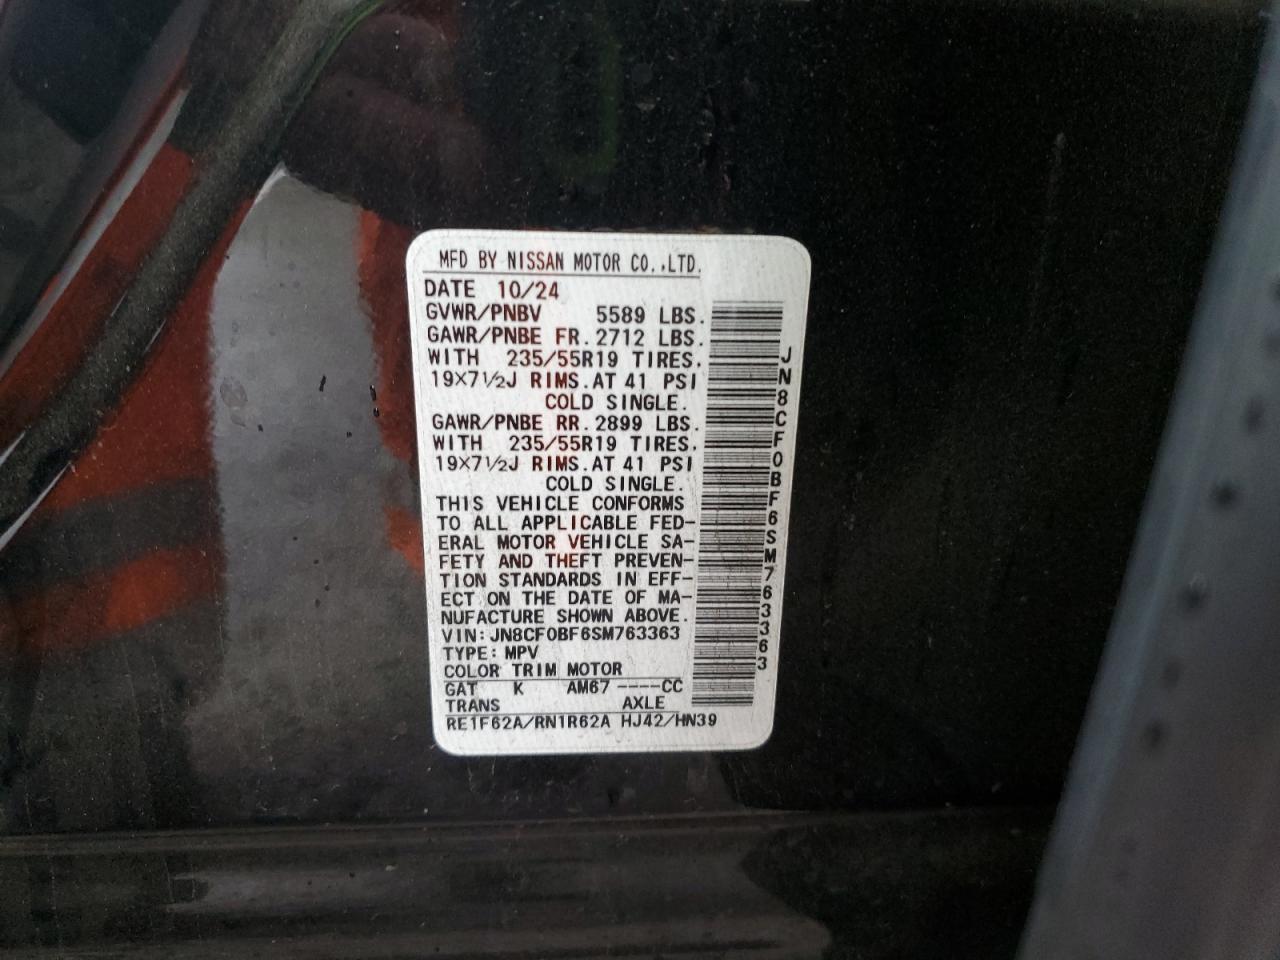 MFD BY NISSAN MOTOR CO.,LTD.
DATE 10/24
GVWR/PNBV 5589 LBS.
GAWR/PNBE FR. 2712 LBS.
WITH 235/55R19 TIRES.
19X7½J RIMS.AT 41 PSI
COLD SINGLE.
GAWR/PNBE RR. 2899 LBS.
WITH 235/55R19 TIRES.
19X7½J RIMS.AT 41 PSI
COLD SINGLE.
THIS VEHICLE CONFORMS
TO ALL APPLICABLE FED-
ERAL MOTOR VEHICLE SA-
FETY AND THEFT PREVEN-
TION STANDARDS IN EFF-
ECT ON THE DATE OF MA-
NUFACTURE SHOWN ABOVE.
VIN: JN8CF0BF6SM763363
TYPE: MPV
COLOR TRIM MOTOR
GAT K AM67 ----CC
TRANS AXLE
RE1F62A/RN1R62A HJ42/HN39
JN8CF0BF6SM763363